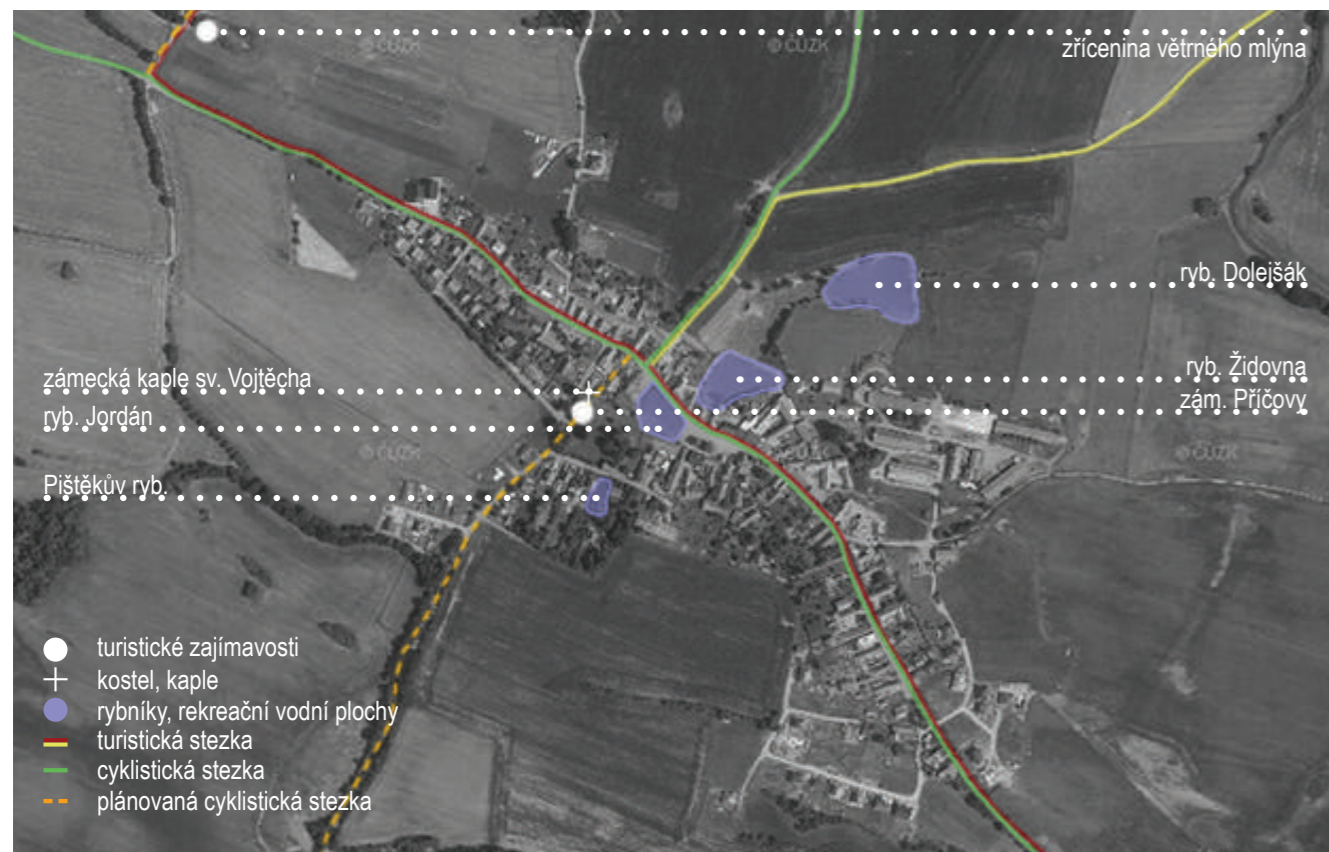 © ČÚZK
© ČÚZK
zřícenina větrného mlýna
ryb. Dolejšák
ryb. Židovna
zámecká kaple sv. Vojtěcha
zám. Příčovy
ryb. Jordán
© ČÚZK
© ČÚZK
© ČÚZK
Pištěkův ryb.
turistické zajímavosti
kostel, kaple
rybníky, rekreační vodní plochy
turistická stezka
cyklistická stezka
plánovaná cyklistická stezka